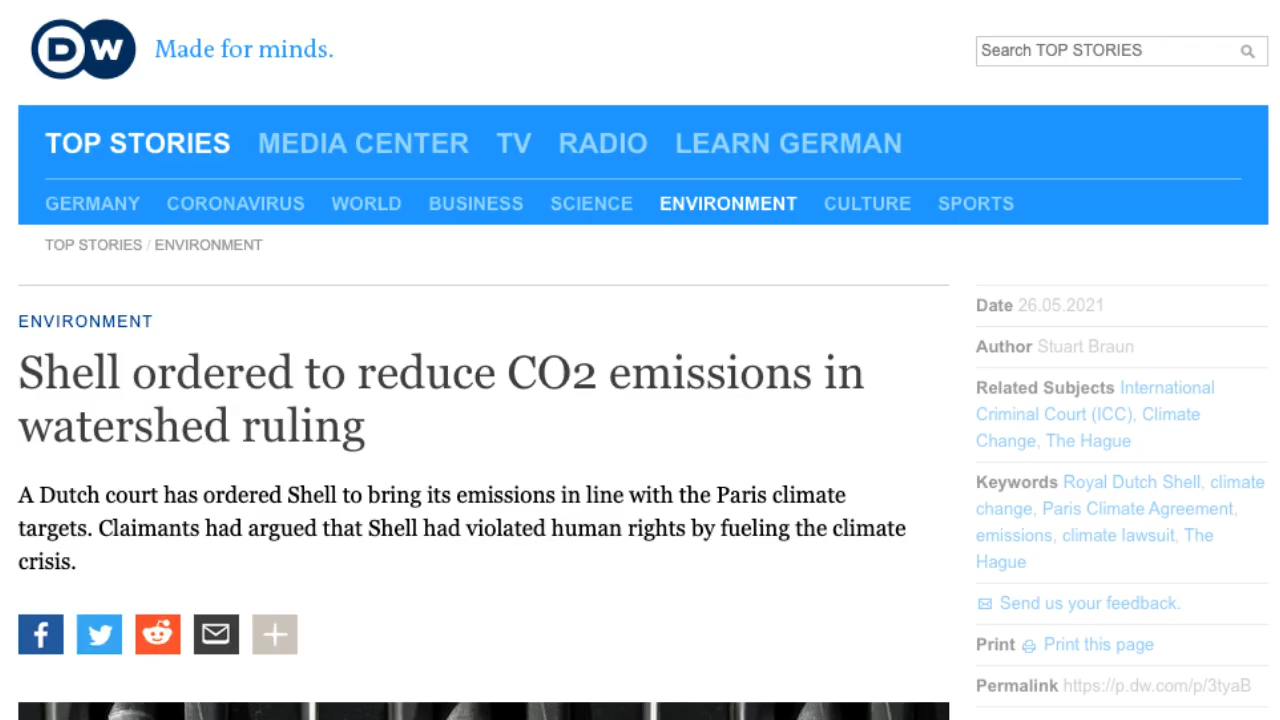 DW Made for minds.
Search TOP STORIES
TOP STORIES MEDIA CENTER TV RADIO LEARN GERMAN
GERMANY CORONAVIRUS WORLD BUSINESS SCIENCE ENVIRONMENT CULTURE SPORTS
TOP STORIES / ENVIRONMENT
ENVIRONMENT
Shell ordered to reduce CO2 emissions in
watershed ruling
A Dutch court has ordered Shell to bring its emissions in line with the Paris climate
targets. Claimants had argued that Shell had violated human rights by fueling the climate
crisis.
Date 26.05.2021
Author Stuart Braun
Related Subjects International
Criminal Court (ICC), Climate
Change, The Hague
Keywords Royal Dutch Shell, climate
change, Paris Climate Agreement,
emissions, climate lawsuit, The
Hague
Send us your feedback.
Print Print this page
Permalink https://p.dw.com/p/3tyaB